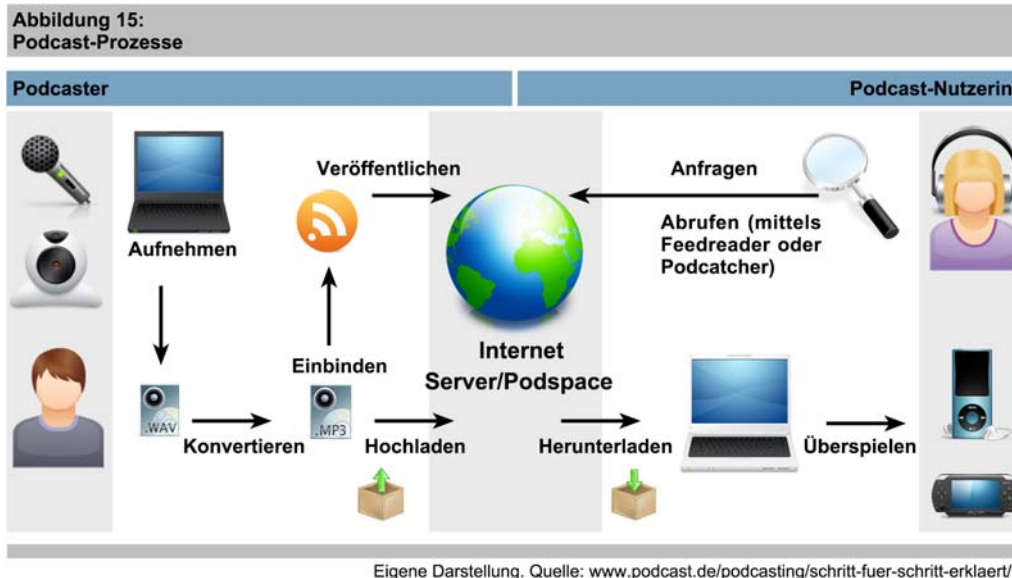 Abbildung 15:
Podcast-Prozesse
Podcaster
Podcast-Nutzerin
Veröffentlichen
Anfragen
Aufnehmen
Abrufen (mittels
Feedreader oder
Podcatcher)
Einbinden
Internet
Server/Podspace
.WAV
.MP3
Konvertieren
Hochladen
Herunterladen
Überspielen
Eigene Darstellung. Quelle: www.podcast.de/podcasting/schritt-fuer-schritt-erklaert/